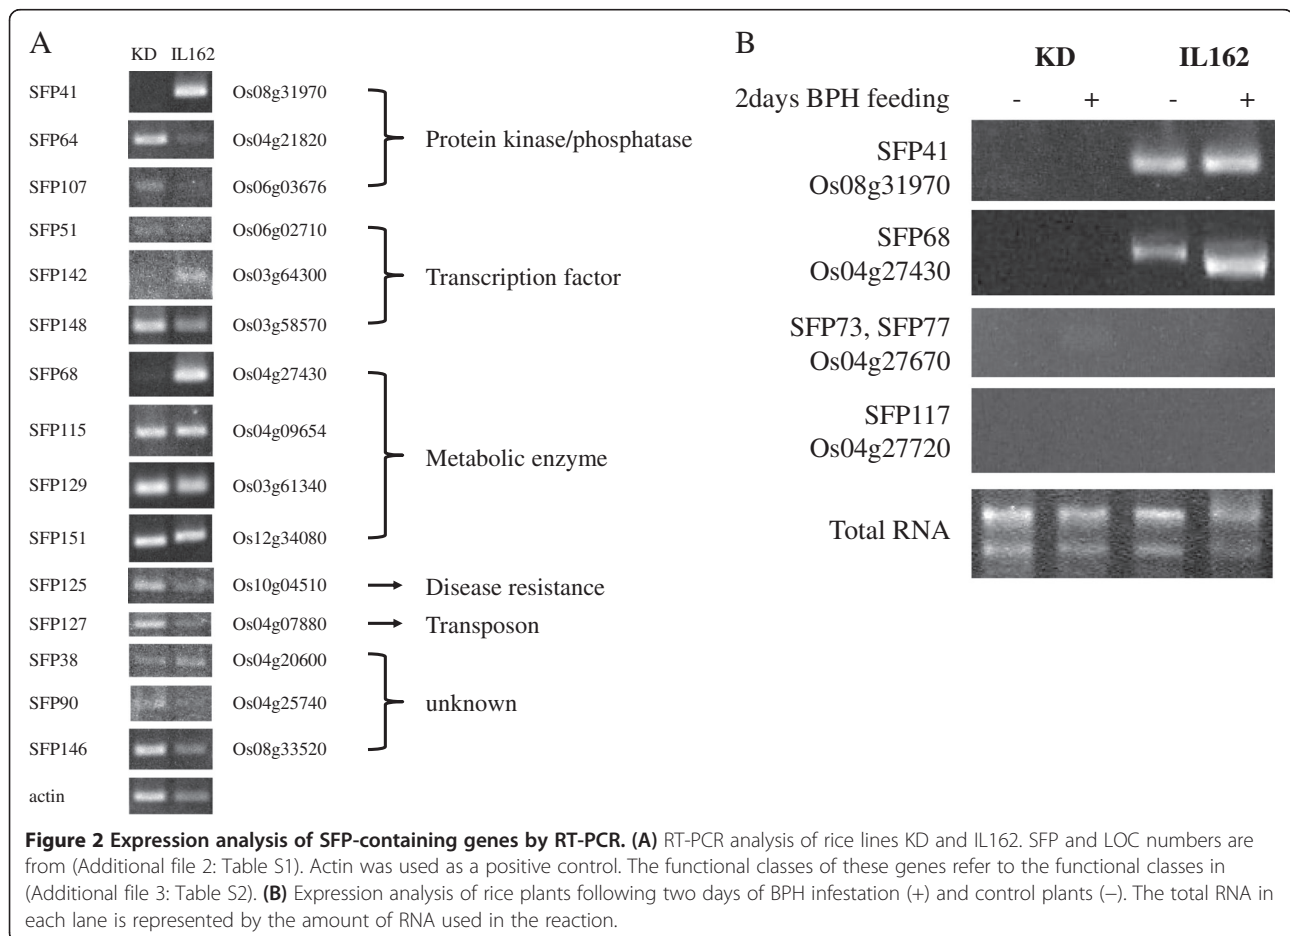 A
KD IL162
SFP41 Os08g31970
SFP64 Os04g21820 Protein kinase/phosphatase
SFP107 Os06g03676
SFP51 Os06g02710
SFP142 Os03g64300 Transcription factor
SFP148 Os03g58570
SFP68 Os04g27430
SFP115 Os04g09654
Metabolic enzyme
SFP129 Os03g61340
SFP151 Os12g34080
SFP125 Os10g04510 Disease resistance
SFP127 Os04g07880 Transposon
SFP38 Os04g20600
SFP90 Os04g25740 unknown
SFP146 Os08g33520
actin
B
KD IL162
2days BPH feeding - + - +
SFP41
Os08g31970
SFP68
Os04g27430
SFP73, SFP77
Os04g27670
SFP117
Os04g27720
Total RNA
Figure 2 Expression analysis of SFP-containing genes by RT-PCR. (A) RT-PCR analysis of rice lines KD and IL162. SFP and LOC numbers are
from (Additional file 2: Table S1). Actin was used as a positive control. The functional classes of these genes refer to the functional classes in
(Additional file 3: Table S2). (B) Expression analysis of rice plants following two days of BPH infestation (+) and control plants (−). The total RNA in
each lane is represented by the amount of RNA used in the reaction.